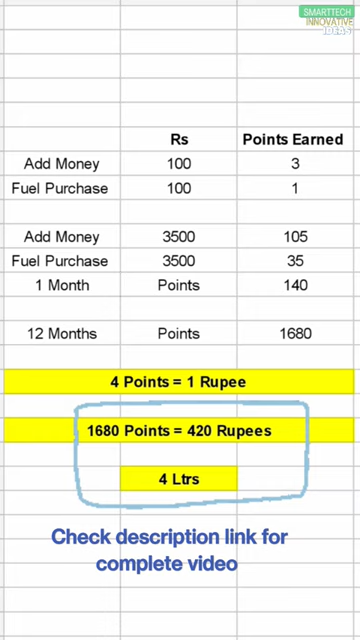 SMARTTECH
INNOVATIVE
IDEAS
Rs Points Earned
Add Money 100 3
Fuel Purchase 100 1
Add Money 3500 105
Fuel Purchase 3500 35
1 Month Points 140
12 Months Points 1680
4 Points = 1 Rupee
1680 Points = 420 Rupees
4 Ltrs
Check description link for
complete video